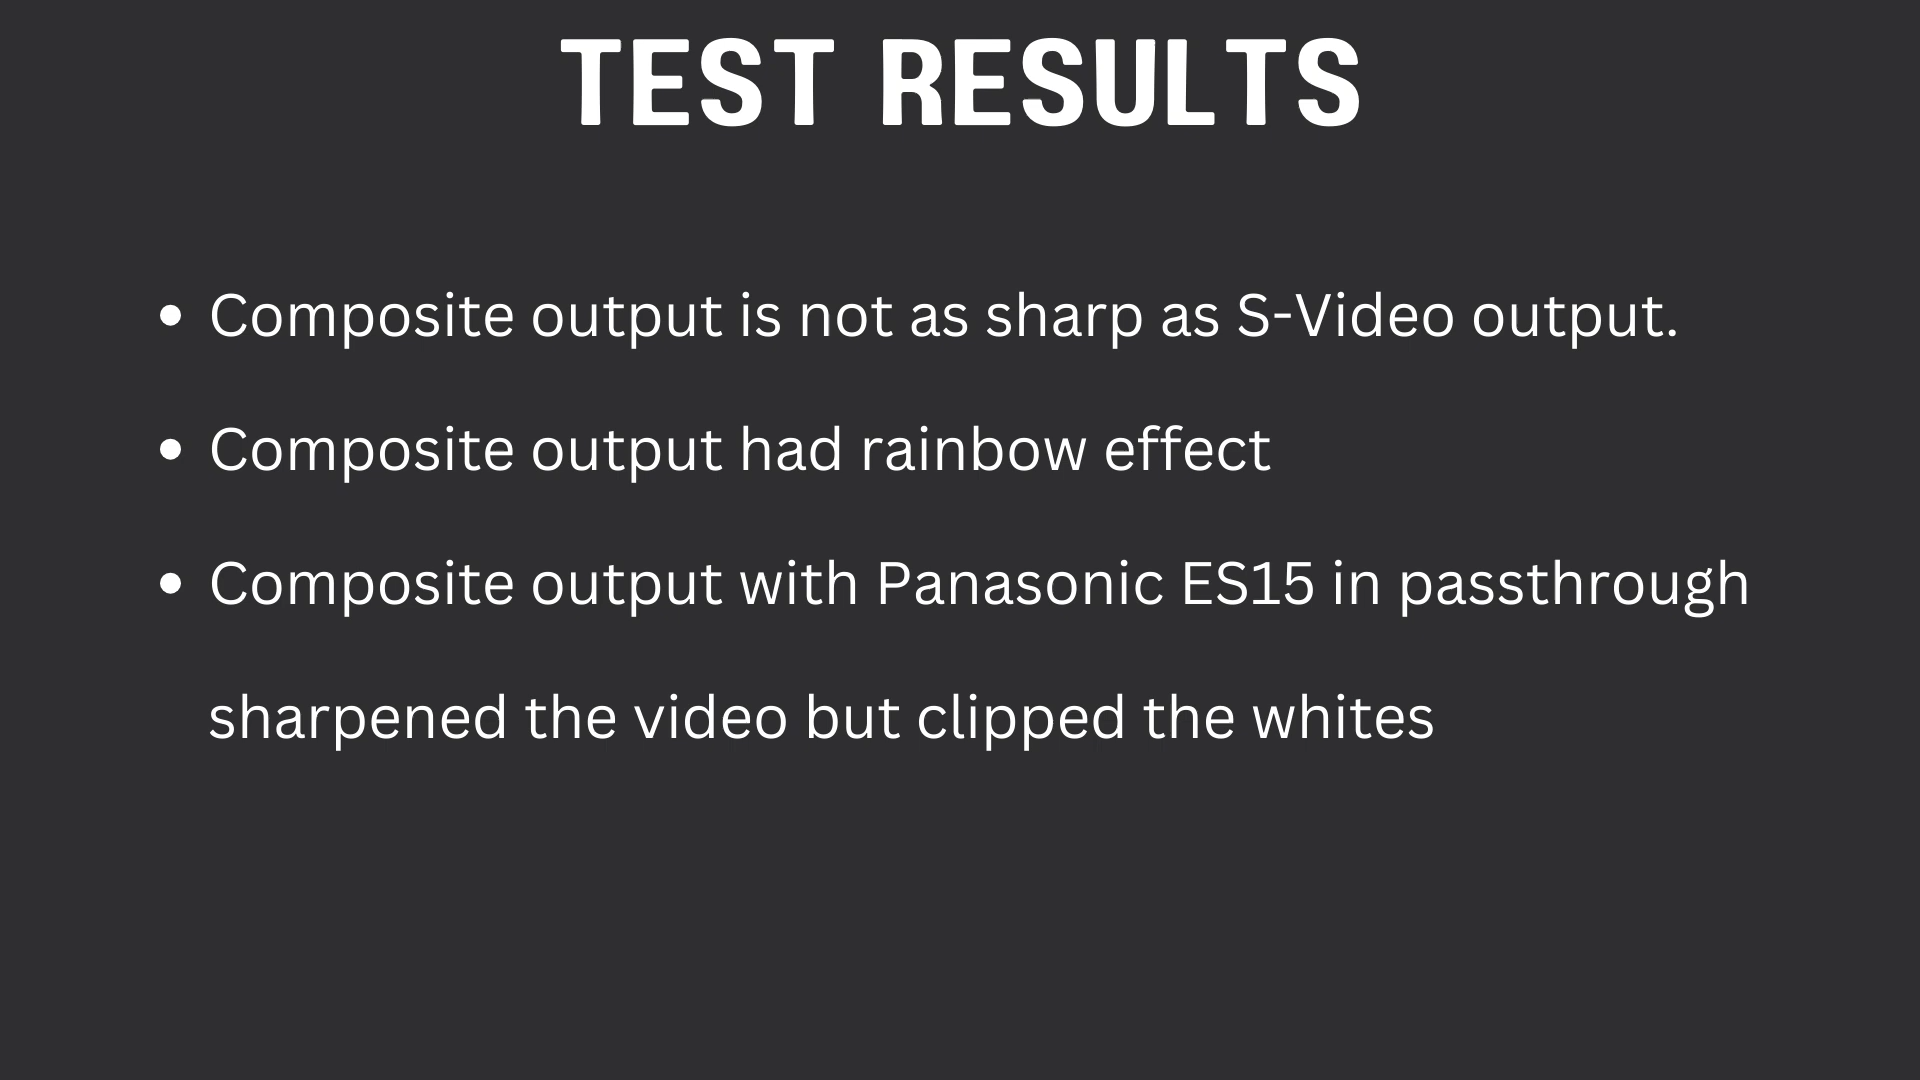 TEST RESULTS
• Composite output is not as sharp as S-Video output.
• Composite output had rainbow effect
• Composite output with Panasonic ES15 in passthrough
sharpened the video but clipped the whites